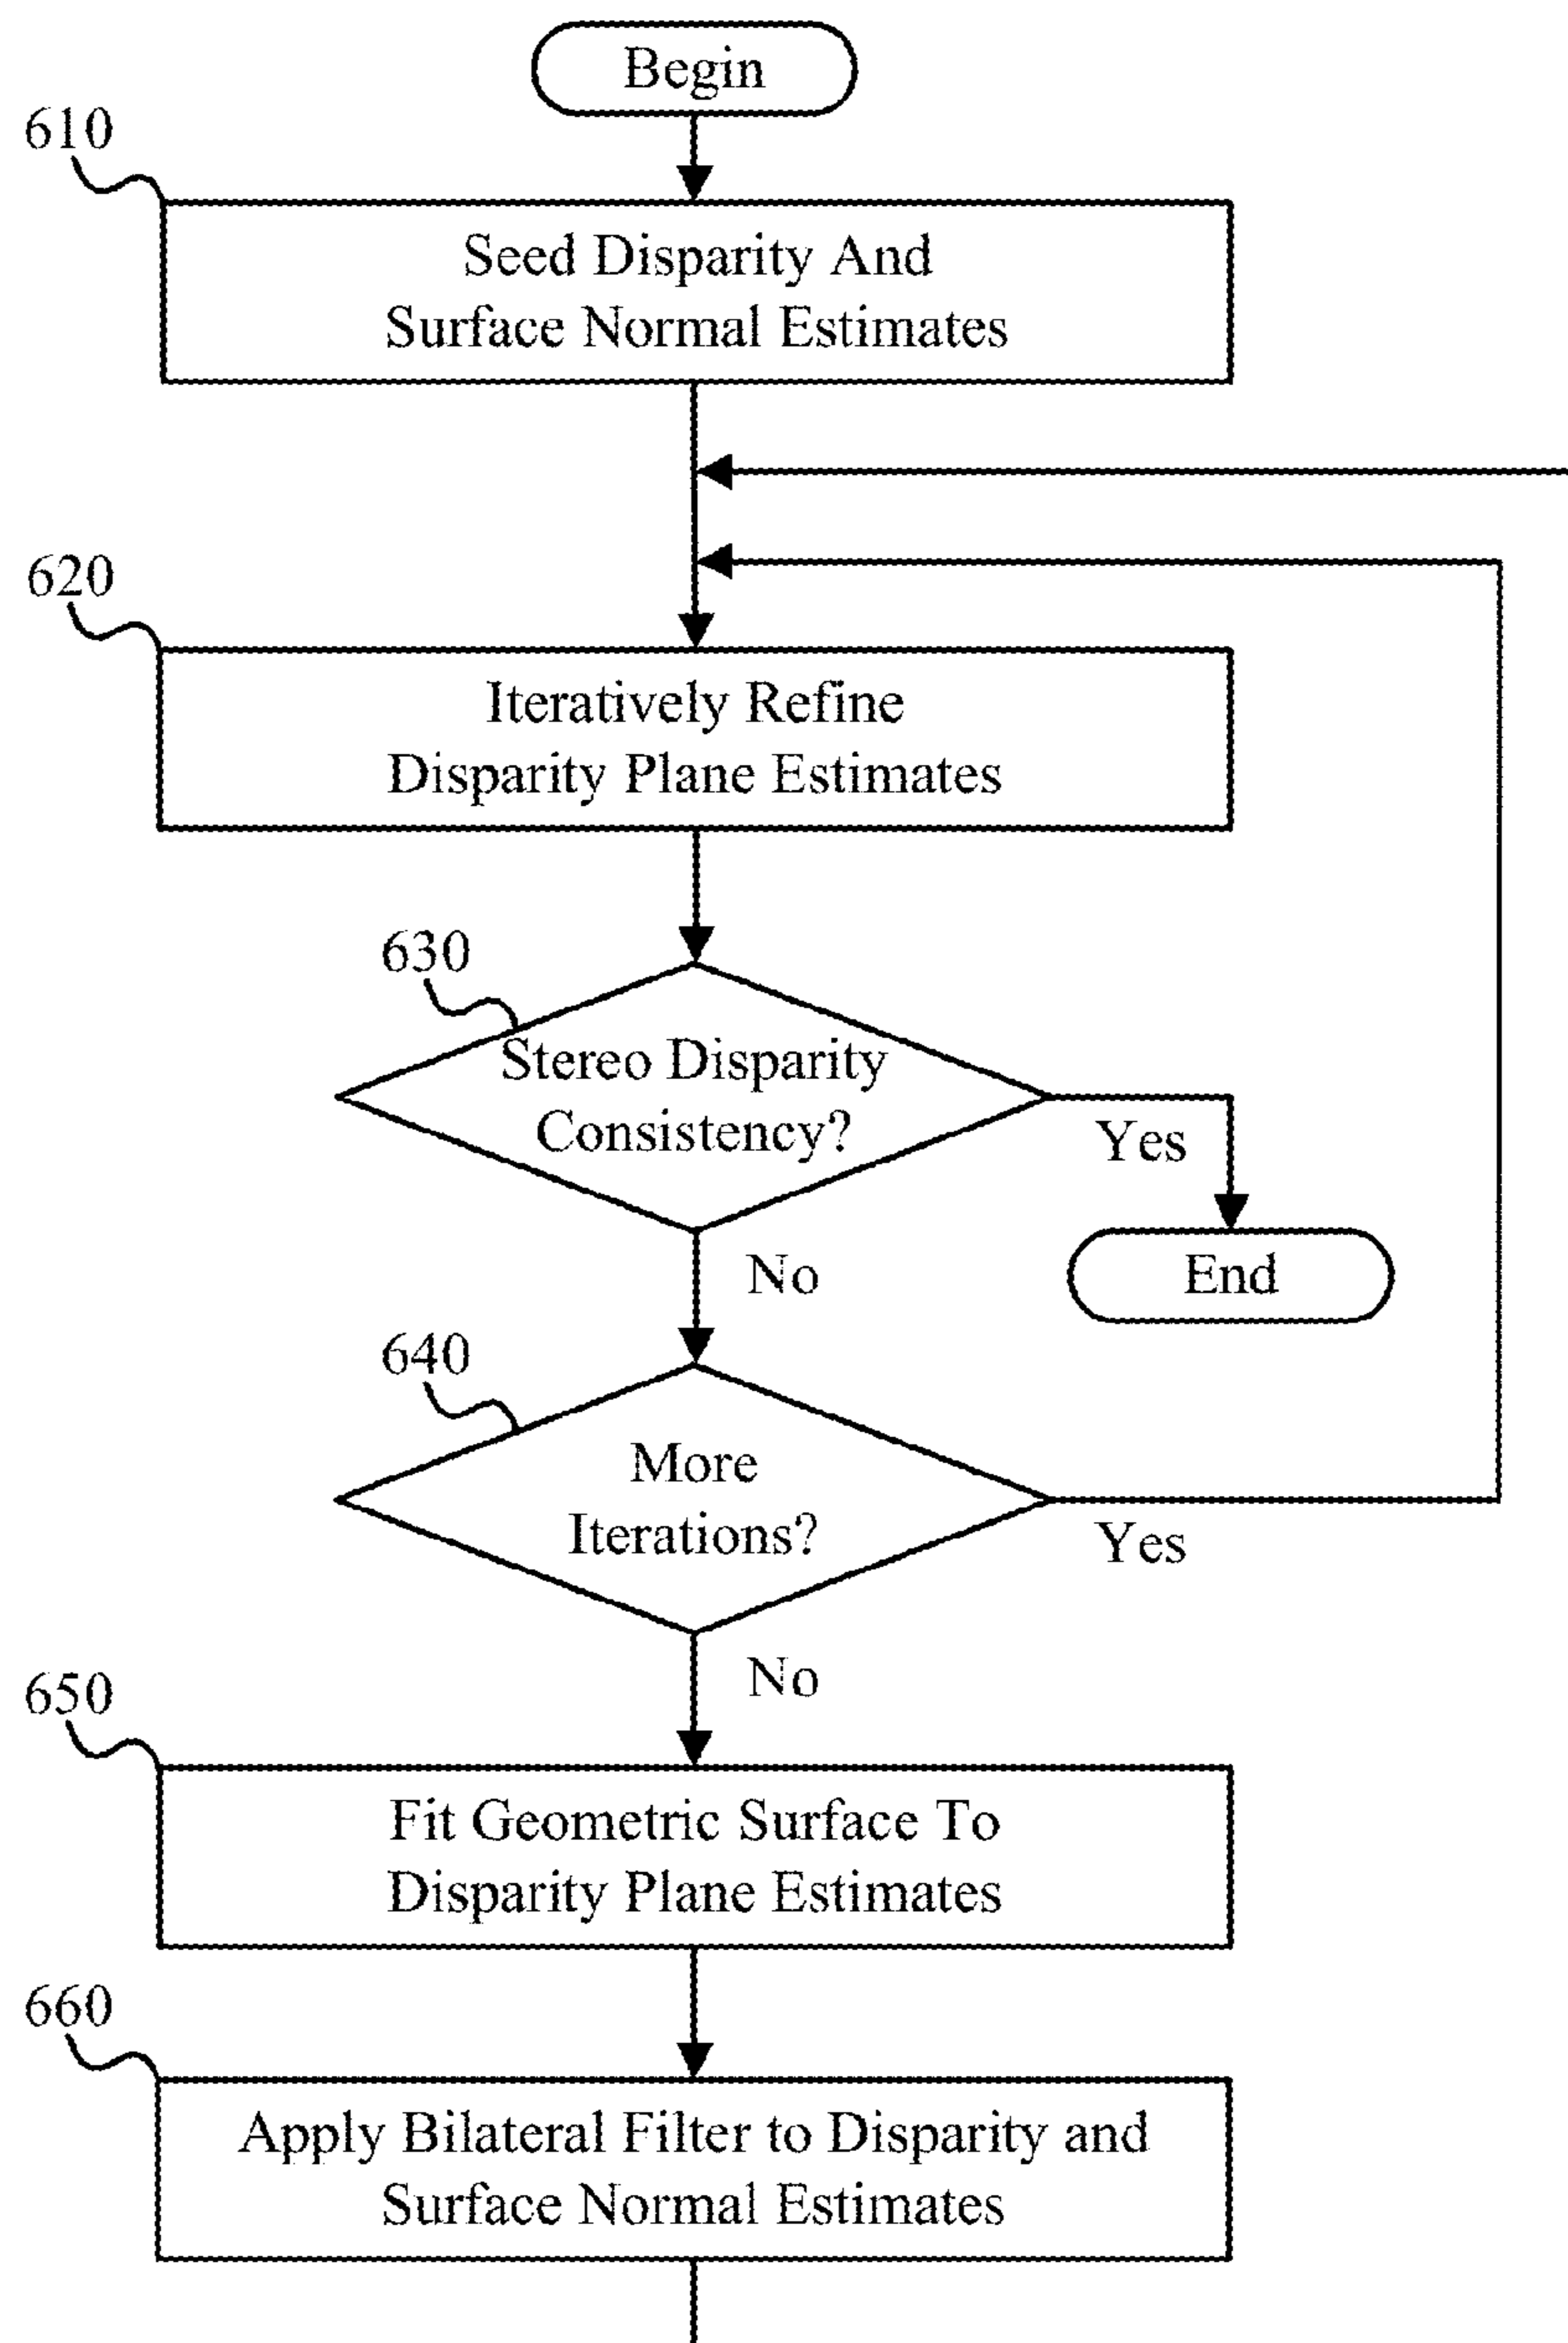 Begin
610
Seed Disparity And
Surface Normal Estimates
620
Iteratively Refine
Disparity Plane Estimates
630
Stereo Disparity
Consistency?
Yes
End
No
640
More
Iterations?
Yes
No
650
Fit Geometric Surface To
Disparity Plane Estimates
660
Apply Bilateral Filter to Disparity and
Surface Normal Estimates